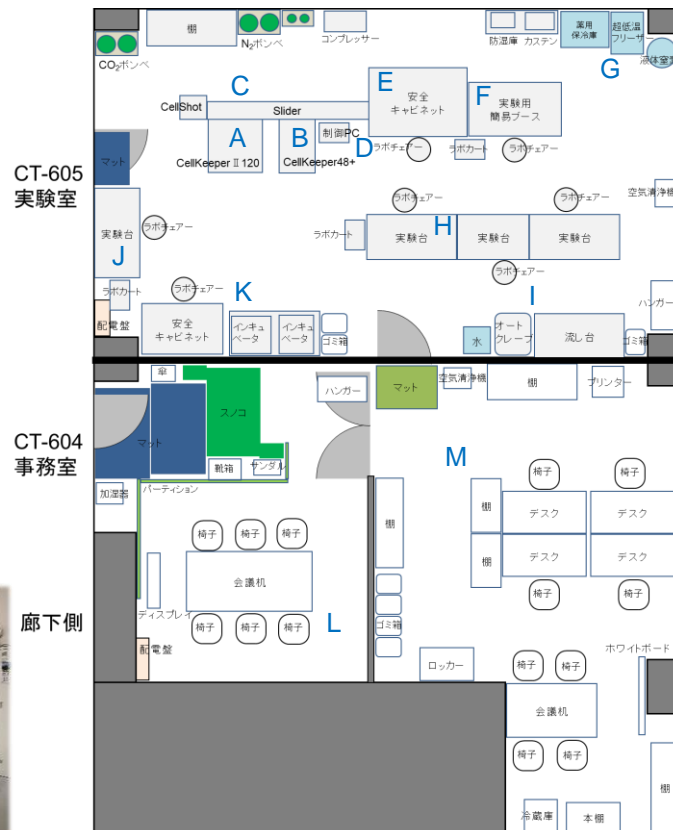 棚
N₂ボンベ
コンプレッサー
防湿庫
カステン
薬用
保冷庫
超低温
フリーザー
CO₂ボンベ
G
C
E
安全
キャビネット
F
実験用
簡易ブース
CellShot
Slider
A
B
制御PC
D
CellKeeperⅡ120
CellKeeper48+
ラボチェアー
ラボカート
ラボチェアー
マット
CT-605
実験室
実験台
J
ラボチェアー
ラボチェアー
ラボチェアー
空気清浄機
ラボカート
実験台
H
実験台
実験台
ラボチェアー
ラボカート
ラボチェアー
K
I
ハンガー
配電盤
安全
キャビネット
インキュ
ベータ
インキュ
ベータ
ゴミ箱
水
オート
クレーブ
流し台
ゴミ箱
CT-604
事務室
傘
マット
スノコ
ハンガー
マット
空気清浄機
棚
プリンター
靴箱
サンダル
加湿器
パーティション
M
棚
椅子
椅子
棚
デスク
デスク
棚
デスク
デスク
椅子
椅子
椅子
椅子
椅子
会議机
ディスプレイ
椅子
椅子
椅子
L
配電盤
ゴミ箱
廊下側
ロッカー
ホワイトボード
椅子
椅子
会議机
椅子
椅子
棚
冷蔵庫
本棚